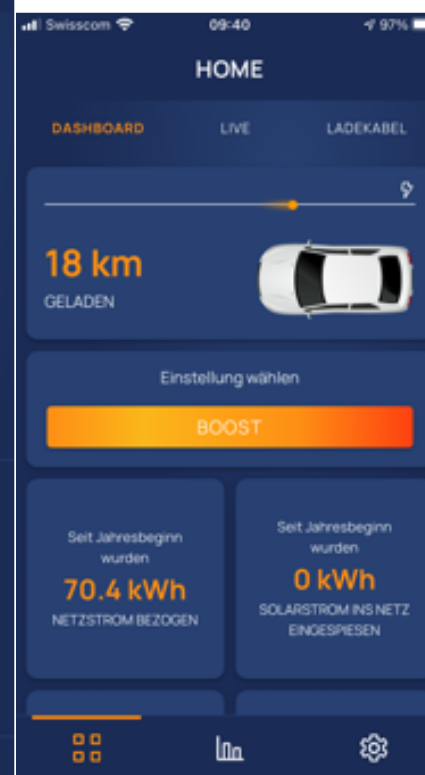 Swisscom 09:40 97%
HOME
DASHBOARD LIVE LADEKABEL
18 km
GELADEN
Einstellung wählen
BOOST
Seit Jahresbeginn
wurden
70.4 kWh
NETZSTROM BEZOGEN
Seit Jahresbeginn
wurden
0 kWh
SOLARSTROM INS NETZ
EINGESPIESEN